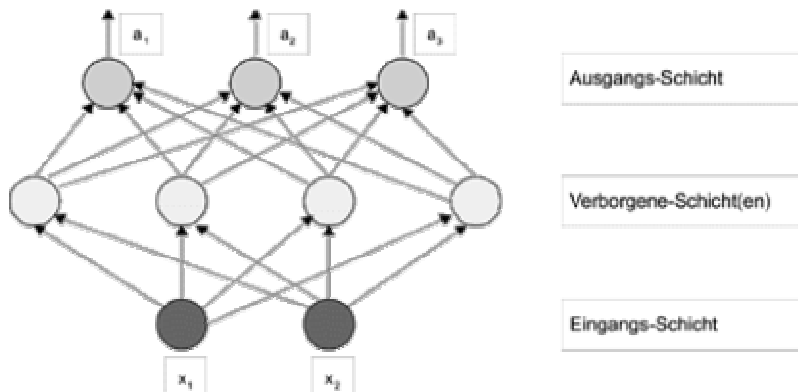 a₁ a₂ a₃
Ausgangs-Schicht
Verborgene-Schicht(en)
Eingangs-Schicht
x₁ x₂